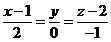 x-1/2 = y/0 = z-2/-1